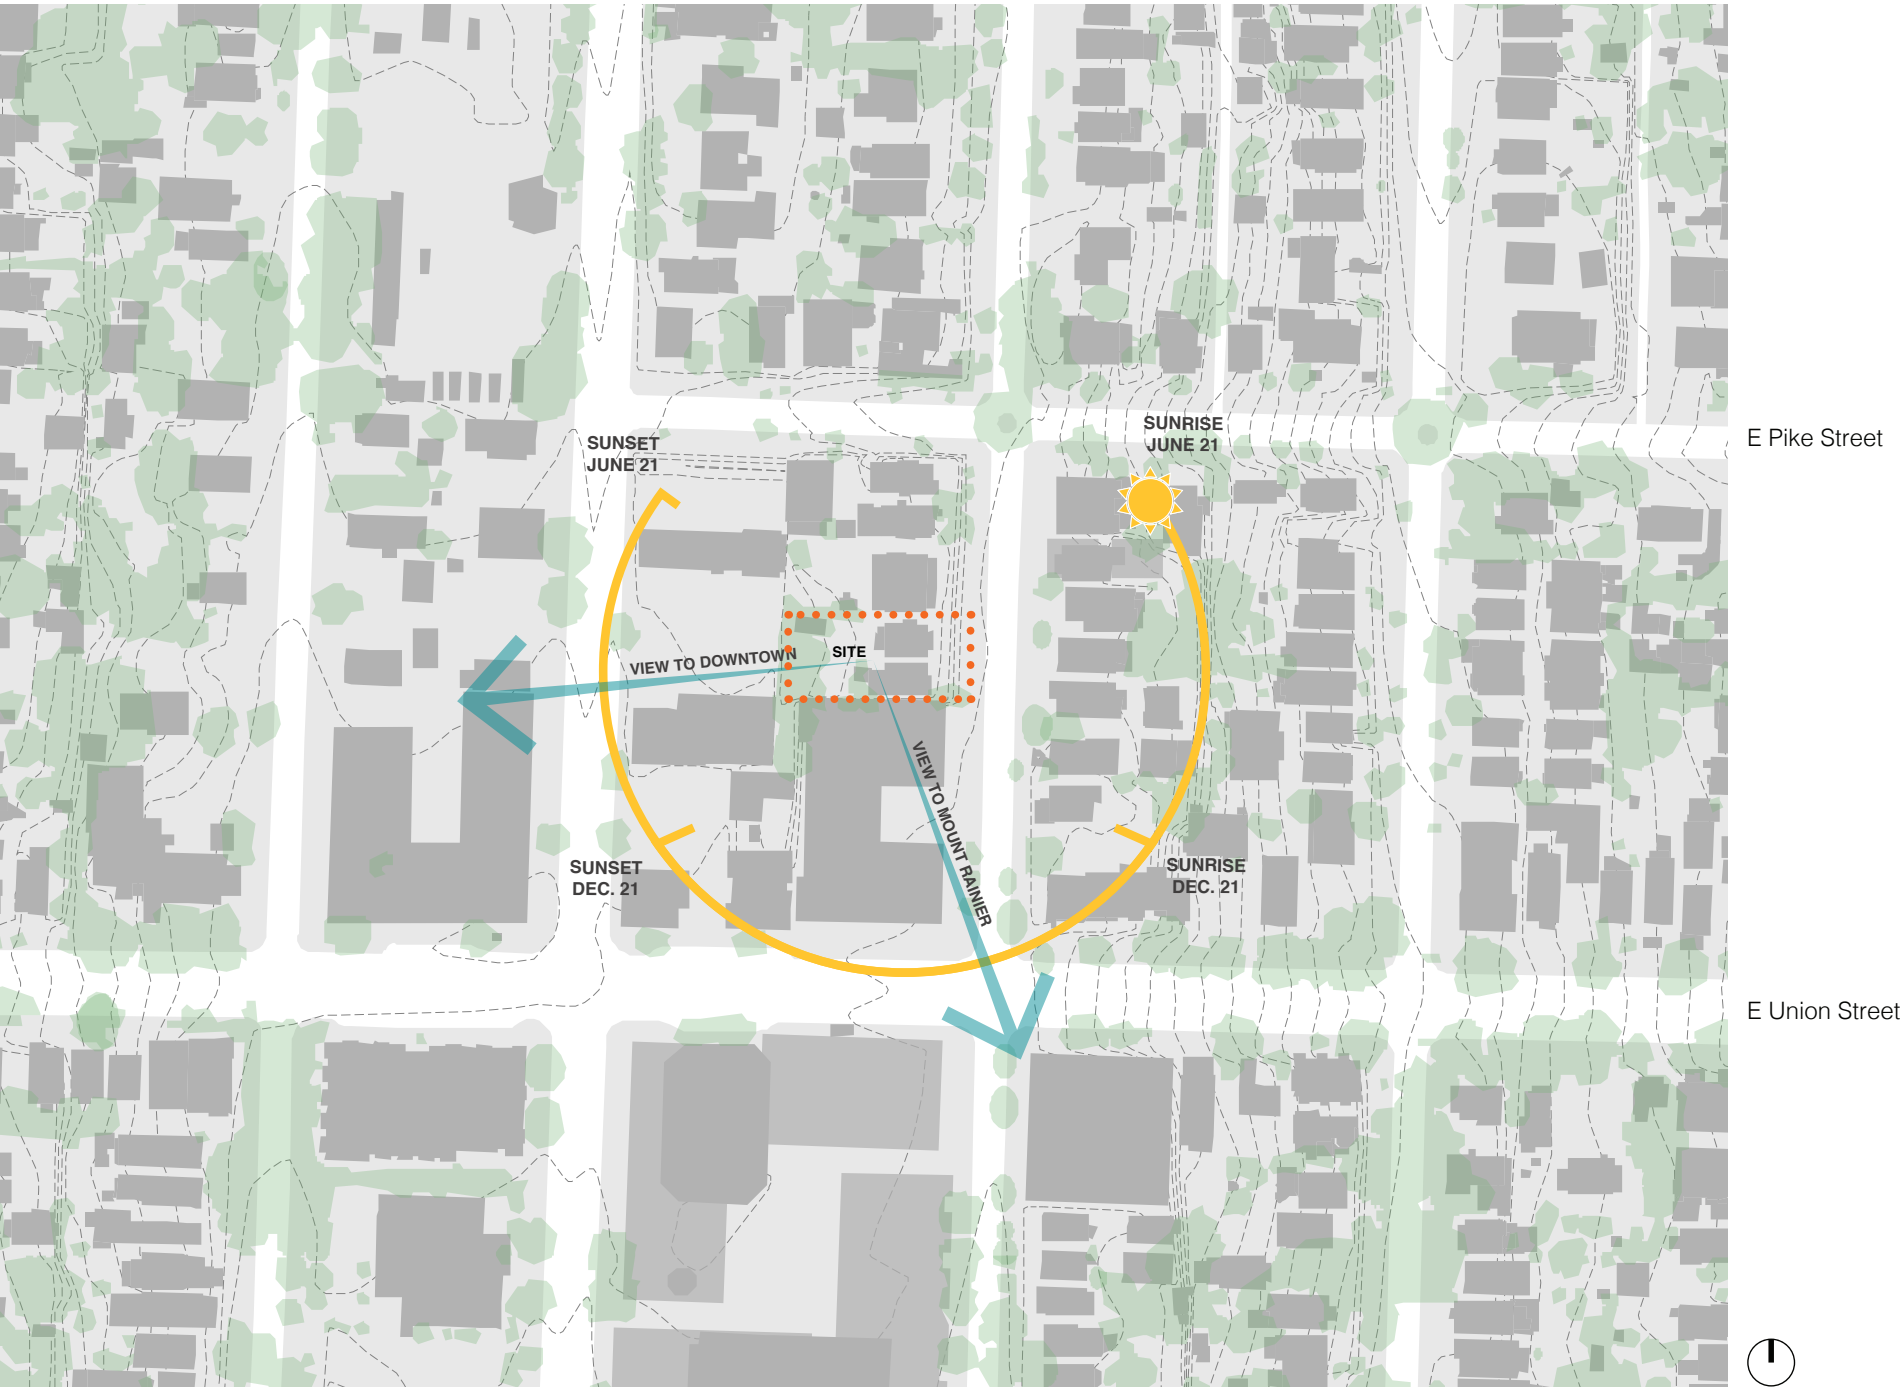 E Pike Street
SUNSET
JUNE 21
SUNRISE
JUNE 21
SITE
VIEW TO DOWNTOWN
VIEW TO MOUNT RAINIER
SUNSET
DEC. 21
SUNRISE
DEC. 21
E Union Street